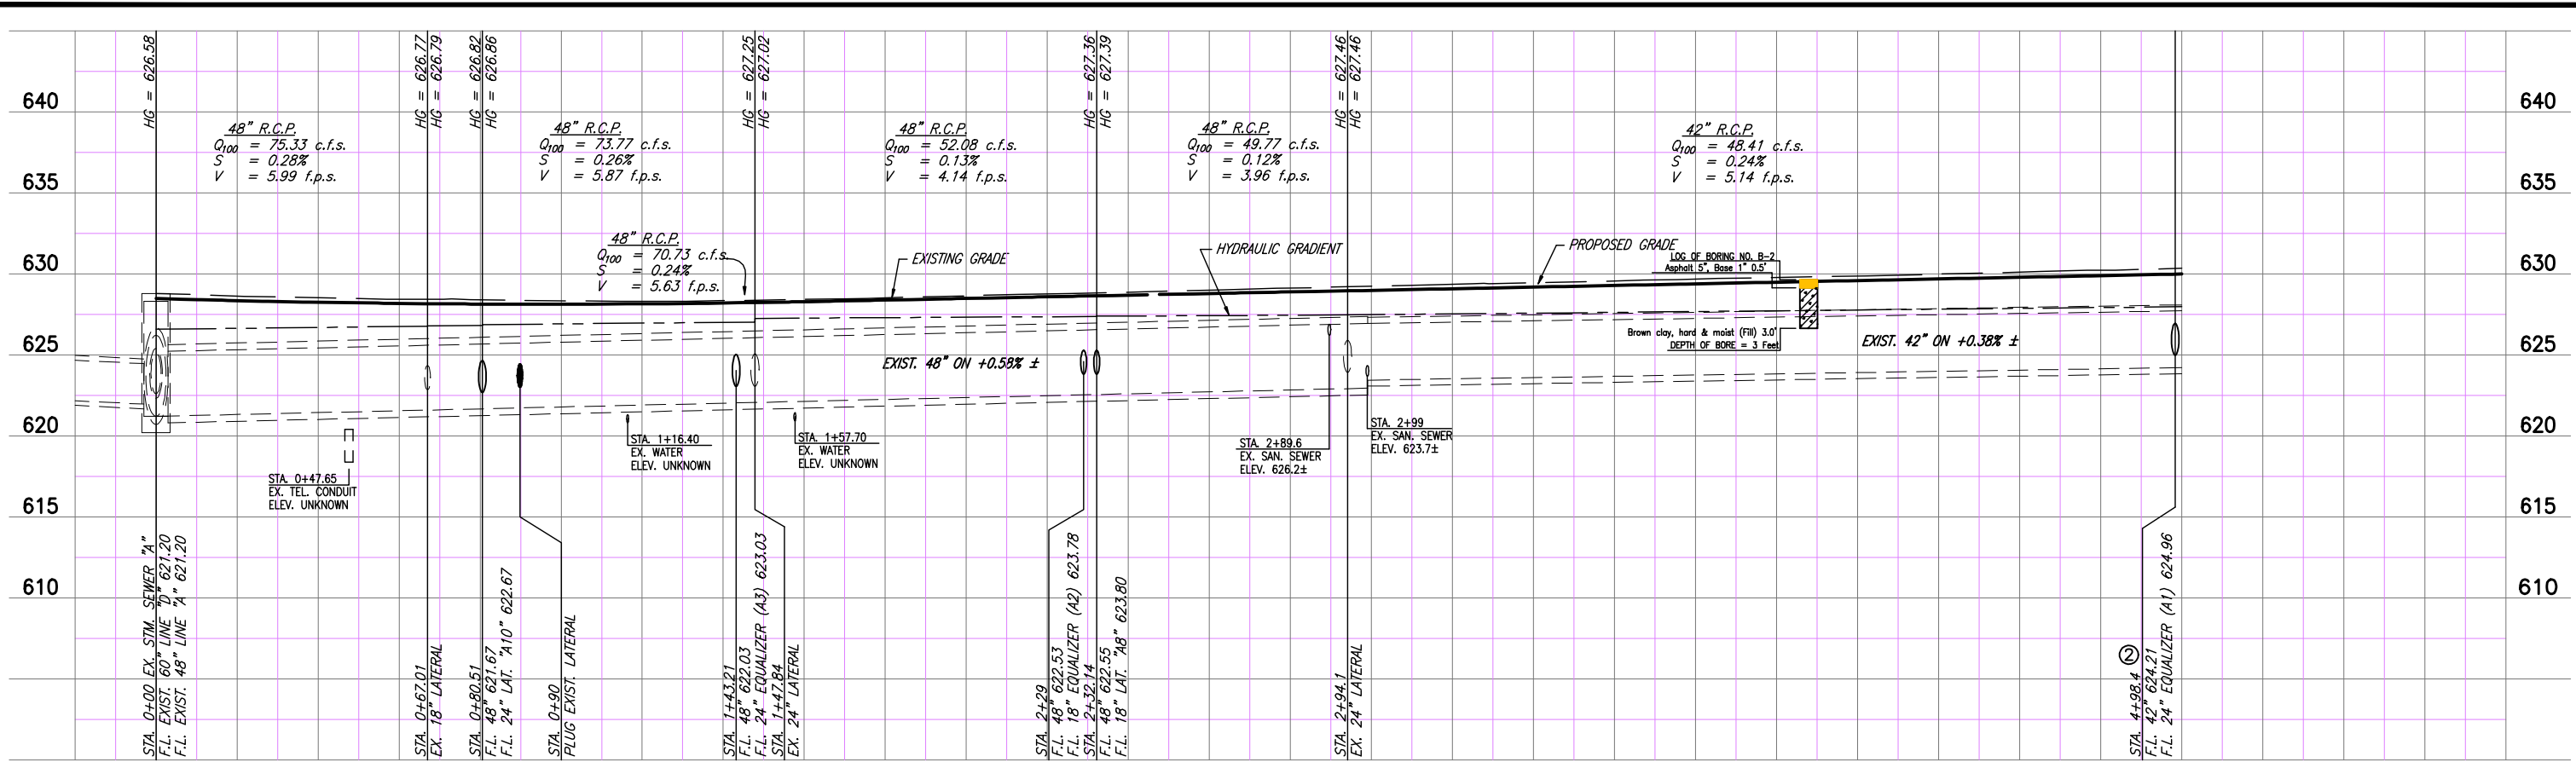 HG = 626.58
HG = 626.77
HG = 626.79
HG = 626.82
HG = 626.86
HG = 627.25
HG = 627.02
HG = 627.36
HG = 627.39
HG = 627.46
HG = 627.46
640
640
48" R.C.P.
Q100 = 75.33 c.f.s.
S = 0.28%
V = 5.99 f.p.s.
48" R.C.P.
Q100 = 73.77 c.f.s.
S = 0.26%
V = 5.87 f.p.s.
48" R.C.P.
Q100 = 52.08 c.f.s.
S = 0.13%
V = 4.14 f.p.s.
48" R.C.P.
Q100 = 49.77 c.f.s.
S = 0.12%
V = 3.96 f.p.s.
42" R.C.P.
Q100 = 48.41 c.f.s.
S = 0.24%
V = 5.14 f.p.s.
635
635
48" R.C.P.
Q100 = 70.73 c.f.s.
S = 0.24%
V = 5.63 f.p.s.
EXISTING GRADE
HYDRAULIC GRADIENT
PROPOSED GRADE
LOG OF BORING NO. B-2
Asphalt 5", Base 1" 0.5'
630
630
Brown clay, hard & moist (Fill) 3.0'
DEPTH OF BORE = 3 Feet
625
625
EXIST. 48" ON +0.58% ±
EXIST. 42" ON +0.38% ±
620
620
STA. 0+47.65
EX. TEL. CONDUIT
ELEV. UNKNOWN
STA. 1+16.40
EX. WATER
ELEV. UNKNOWN
STA. 1+57.70
EX. WATER
ELEV. UNKNOWN
STA. 2+89.6
EX. SAN. SEWER
ELEV. 626.2±
STA. 2+99
EX. SAN. SEWER
ELEV. 623.7±
615
615
610
610
STA. 0+00 EX. STM. SEWER "A"
F.L. EXIST. 60" LINE "D" 621.20
F.L. EXIST. 48" LINE "A" 621.20
STA. 0+67.01
EX. 18" LATERAL
STA. 0+80.51
F.L. 48" 621.67
F.L. 24" LAT. "A10" 622.67
STA. 0+90
PLUG EXIST. LATERAL
STA. 1+43.21
F.L. 48" 622.03
F.L. 24" EQUALIZER (A3) 623.03
STA. 1+47.84
EX. 24" LATERAL
STA. 2+29
F.L. 48" 622.53
F.L. 18" EQUALIZER (A2) 623.78
STA. 2+32.14
F.L. 48" 622.55
F.L. 18" LAT. "A8" 623.80
STA. 2+94.1
EX. 24" LATERAL
2
STA. 4+98.4
F.L. 42" 624.21
F.L. 24" EQUALIZER (A1) 624.96